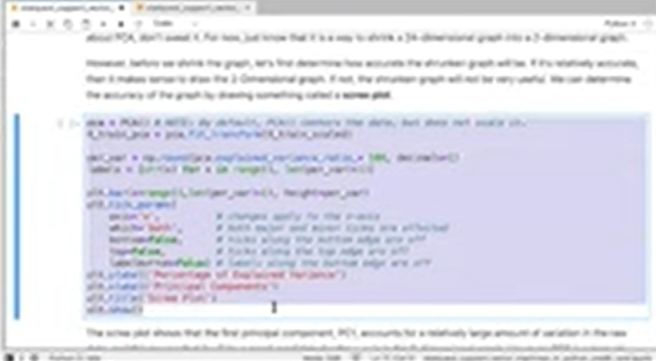 about PCA, don't sweat it. For now, just know that it is a way to shrink a 24-dimensional graph into a 2-dimensional graph.
However, before we shrink the graph, let's first determine how accurate the shrunken graph will be. If it's relatively accurate,
then it makes sense to draw the 2-Dimensional graph. If not, the shrunken graph will not be very useful. We can determine
the accuracy of the graph by drawing something called a scree plot.
pca = PCA() # NOTE: By default, PCA() centers the data, but does not scale it.
X_train_pca = pca.fit_transform(X_train_scaled)
per_var = np.round(pca.explained_variance_ratio_* 100, decimals=1)
labels = [str(x) for x in range(1, len(per_var)+1)]
plt.bar(x=range(1,len(per_var)+1), height=per_var)
plt.tick_params(
axis='x', # changes apply to the x-axis
which='both', # both major and minor ticks are affected
bottom=False, # ticks along the bottom edge are off
top=False, # ticks along the top edge are off
labelbottom=False) # labels along the bottom edge are off
plt.ylabel('Percentage of Explained Variance')
plt.xlabel('Principal Components')
plt.title('Scree Plot')
plt.show()
The scree plot shows that the first principal component, PC1, accounts for a relatively large amount of variation in the raw